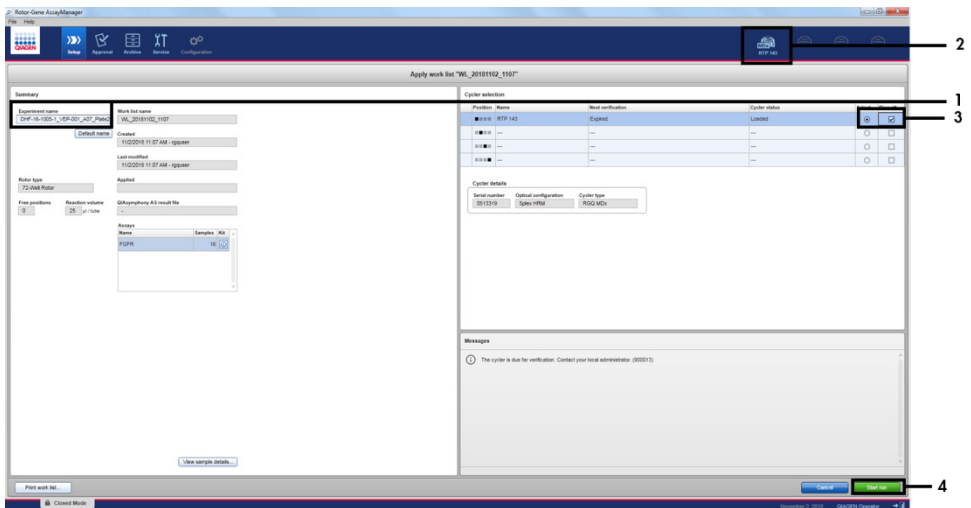 Rotor-Gene AssayManager
File Help
QIAGEN
Setup Approval Archive Service Configuration
RTP 143
2
Apply work list "WL_20181102_1107"
Summary
Cycler selection
1
Experiment name
Work list name
Position Name Next verification Cycler status
DHF-16-1005-1_VEP-001_A07_Plate2
WL_20181102_1107
RTP 143 Expired Loaded
3
Default name
Created
--- --- ---
11/2/2018 11:07 AM - rgquser
--- --- ---
Last modified
--- --- ---
11/2/2018 11:07 AM - rgquser
Rotor type
Applied
72-Well Rotor
Cycler details
Serial number Optical configuration Cycler type
0513319 5plex HRM RGQ MDx
Free positions Reaction volume QIAsymphony AS result file
0 25 µl / tube -
Assays
Name Samples Kit
FGFR 16
Messages
The cycler is due for verification. Contact your local administrator. (900013)
View sample details...
Print work list...
Cancel
Start run
4
Closed Mode
November 2, 2018 QIAGEN Operator